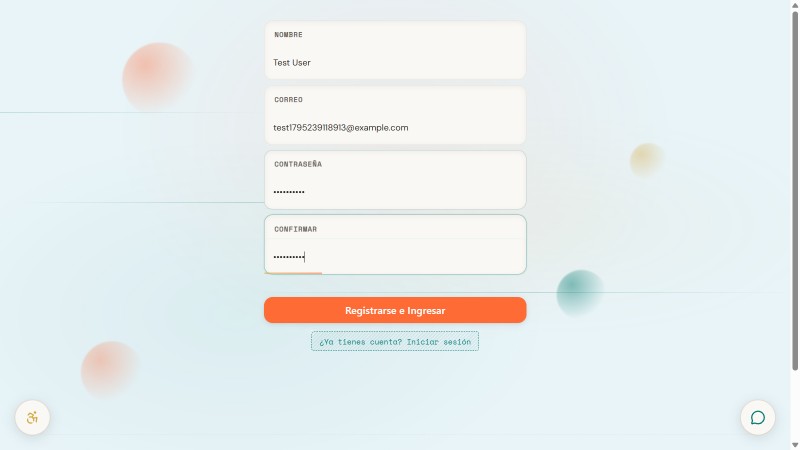 NOMBRE
Test User
CORREO
test1795239118913@example.com
CONTRASEÑA
••••••••••
CONFIRMAR
••••••••••
Registrarse e Ingresar
¿Ya tienes cuenta? Iniciar sesión